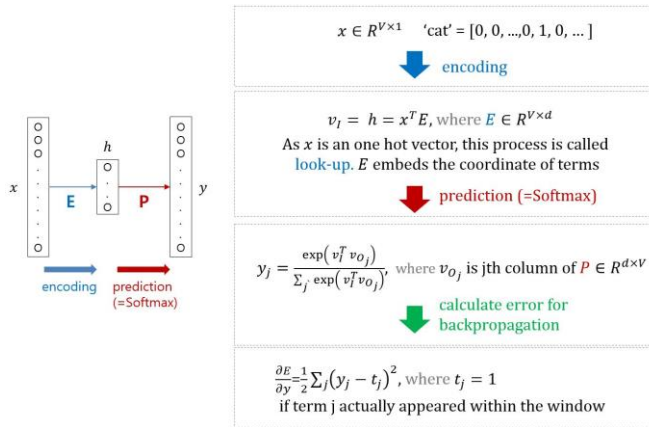 x ∈ R^{V×1} 'cat' = [0, 0, ...,0, 1, 0, ... ]
encoding
v_I = h = x^T E, where E ∈ R^{V×d}
As x is an one hot vector, this process is called
look-up. E embeds the coordinate of terms
prediction (=Softmax)
y_j = exp(v_I^T v_{O_j}) / Σ_j exp(v_I^T v_{O_j}), where v_{O_j} is jth column of P ∈ R^{d×V}
calculate error for
backpropagation
∂E/∂y = 1/2 Σ_j (y_j − t_j)^2, where t_j = 1
if term j actually appeared within the window
h
x
E
P
y
encoding
prediction
(=Softmax)